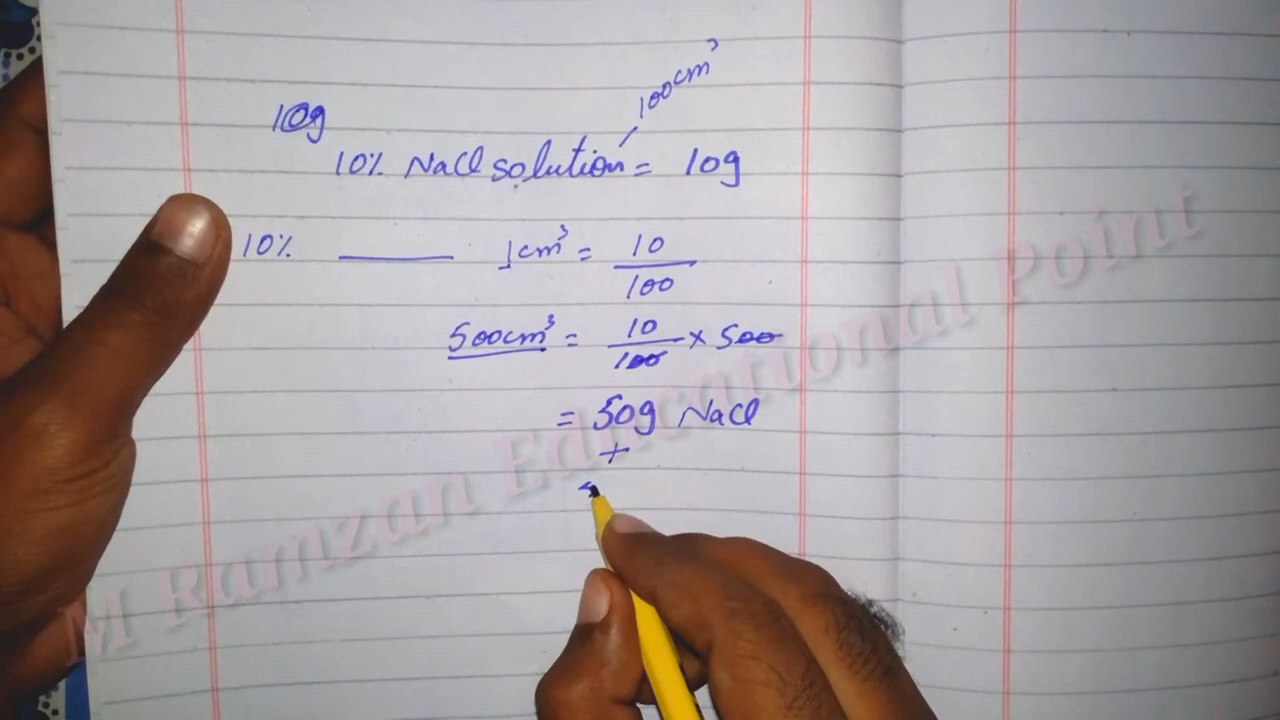 100cm³
10g
10% NaCl solution = 10g
10% ——— 1cm³ = 10/100
500cm³ = 10/100 × 500
= 50g NaCl
+
M Ramzan Educational Point